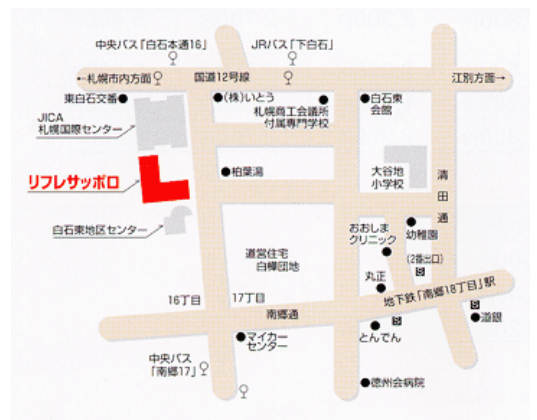 中央バス「白石本通16」
JRバス「下白石」
←札幌市内方面
国道12号線
江別方面→
東白石交番
(株)いとう
札幌商工会議所
付属専門学校
白石東
会館
JICA
札幌国際センター
リフレサッポロ
柏葉湯
大谷地
小学校
清田通
白石東地区センター
おおしま
クリニック
幼稚園
(2番出口)
S
道営住宅
白樺団地
丸正
地下鉄「南郷18丁目」駅
S
16丁目
17丁目
南郷通
S
道銀
マイカー
センター
とんでん
中央バス
「南郷17」
徳州会病院